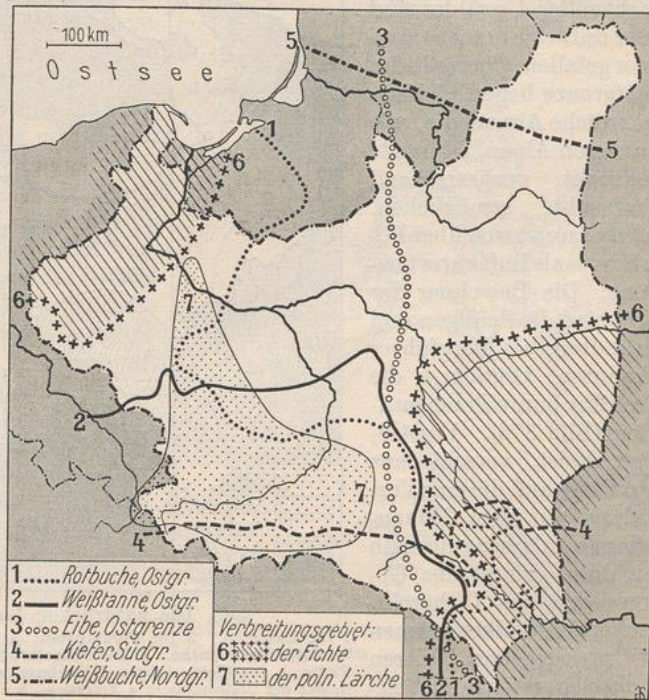 100 km
Ostsee
5
3
1
6
5
7
6
6
2
7
4
4
1
6 2 1 3
1 Rotbuche, Ostgr.
2 Weißtanne, Ostgr.
3 Eibe, Ostgrenze
4 Kiefer, Südgr.
5 Weißbuche, Nordgr.
Verbreitungsgebiet:
6 der Fichte
7 der poln. Lärche